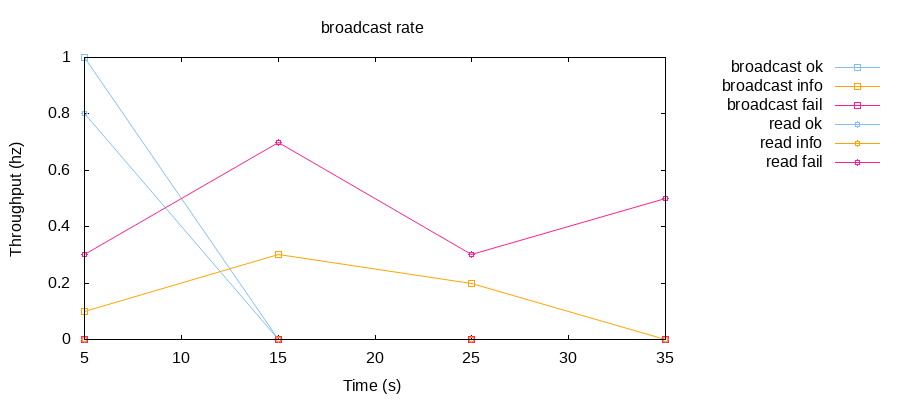 broadcast rate
1
0.8
0.6
0.4
0.2
0
5 10 15 20 25 30 35
Throughput (hz)
Time (s)
broadcast ok
broadcast info
broadcast fail
read ok
read info
read fail